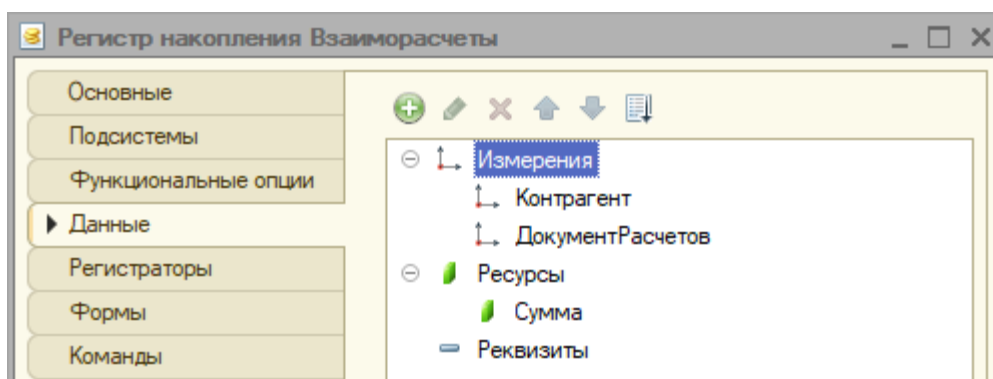 Регистр накопления Взаиморасчеты
Основные
Подсистемы
Функциональные опции
Данные
Регистраторы
Формы
Команды
Измерения
Контрагент
ДокументРасчетов
Ресурсы
Сумма
Реквизиты